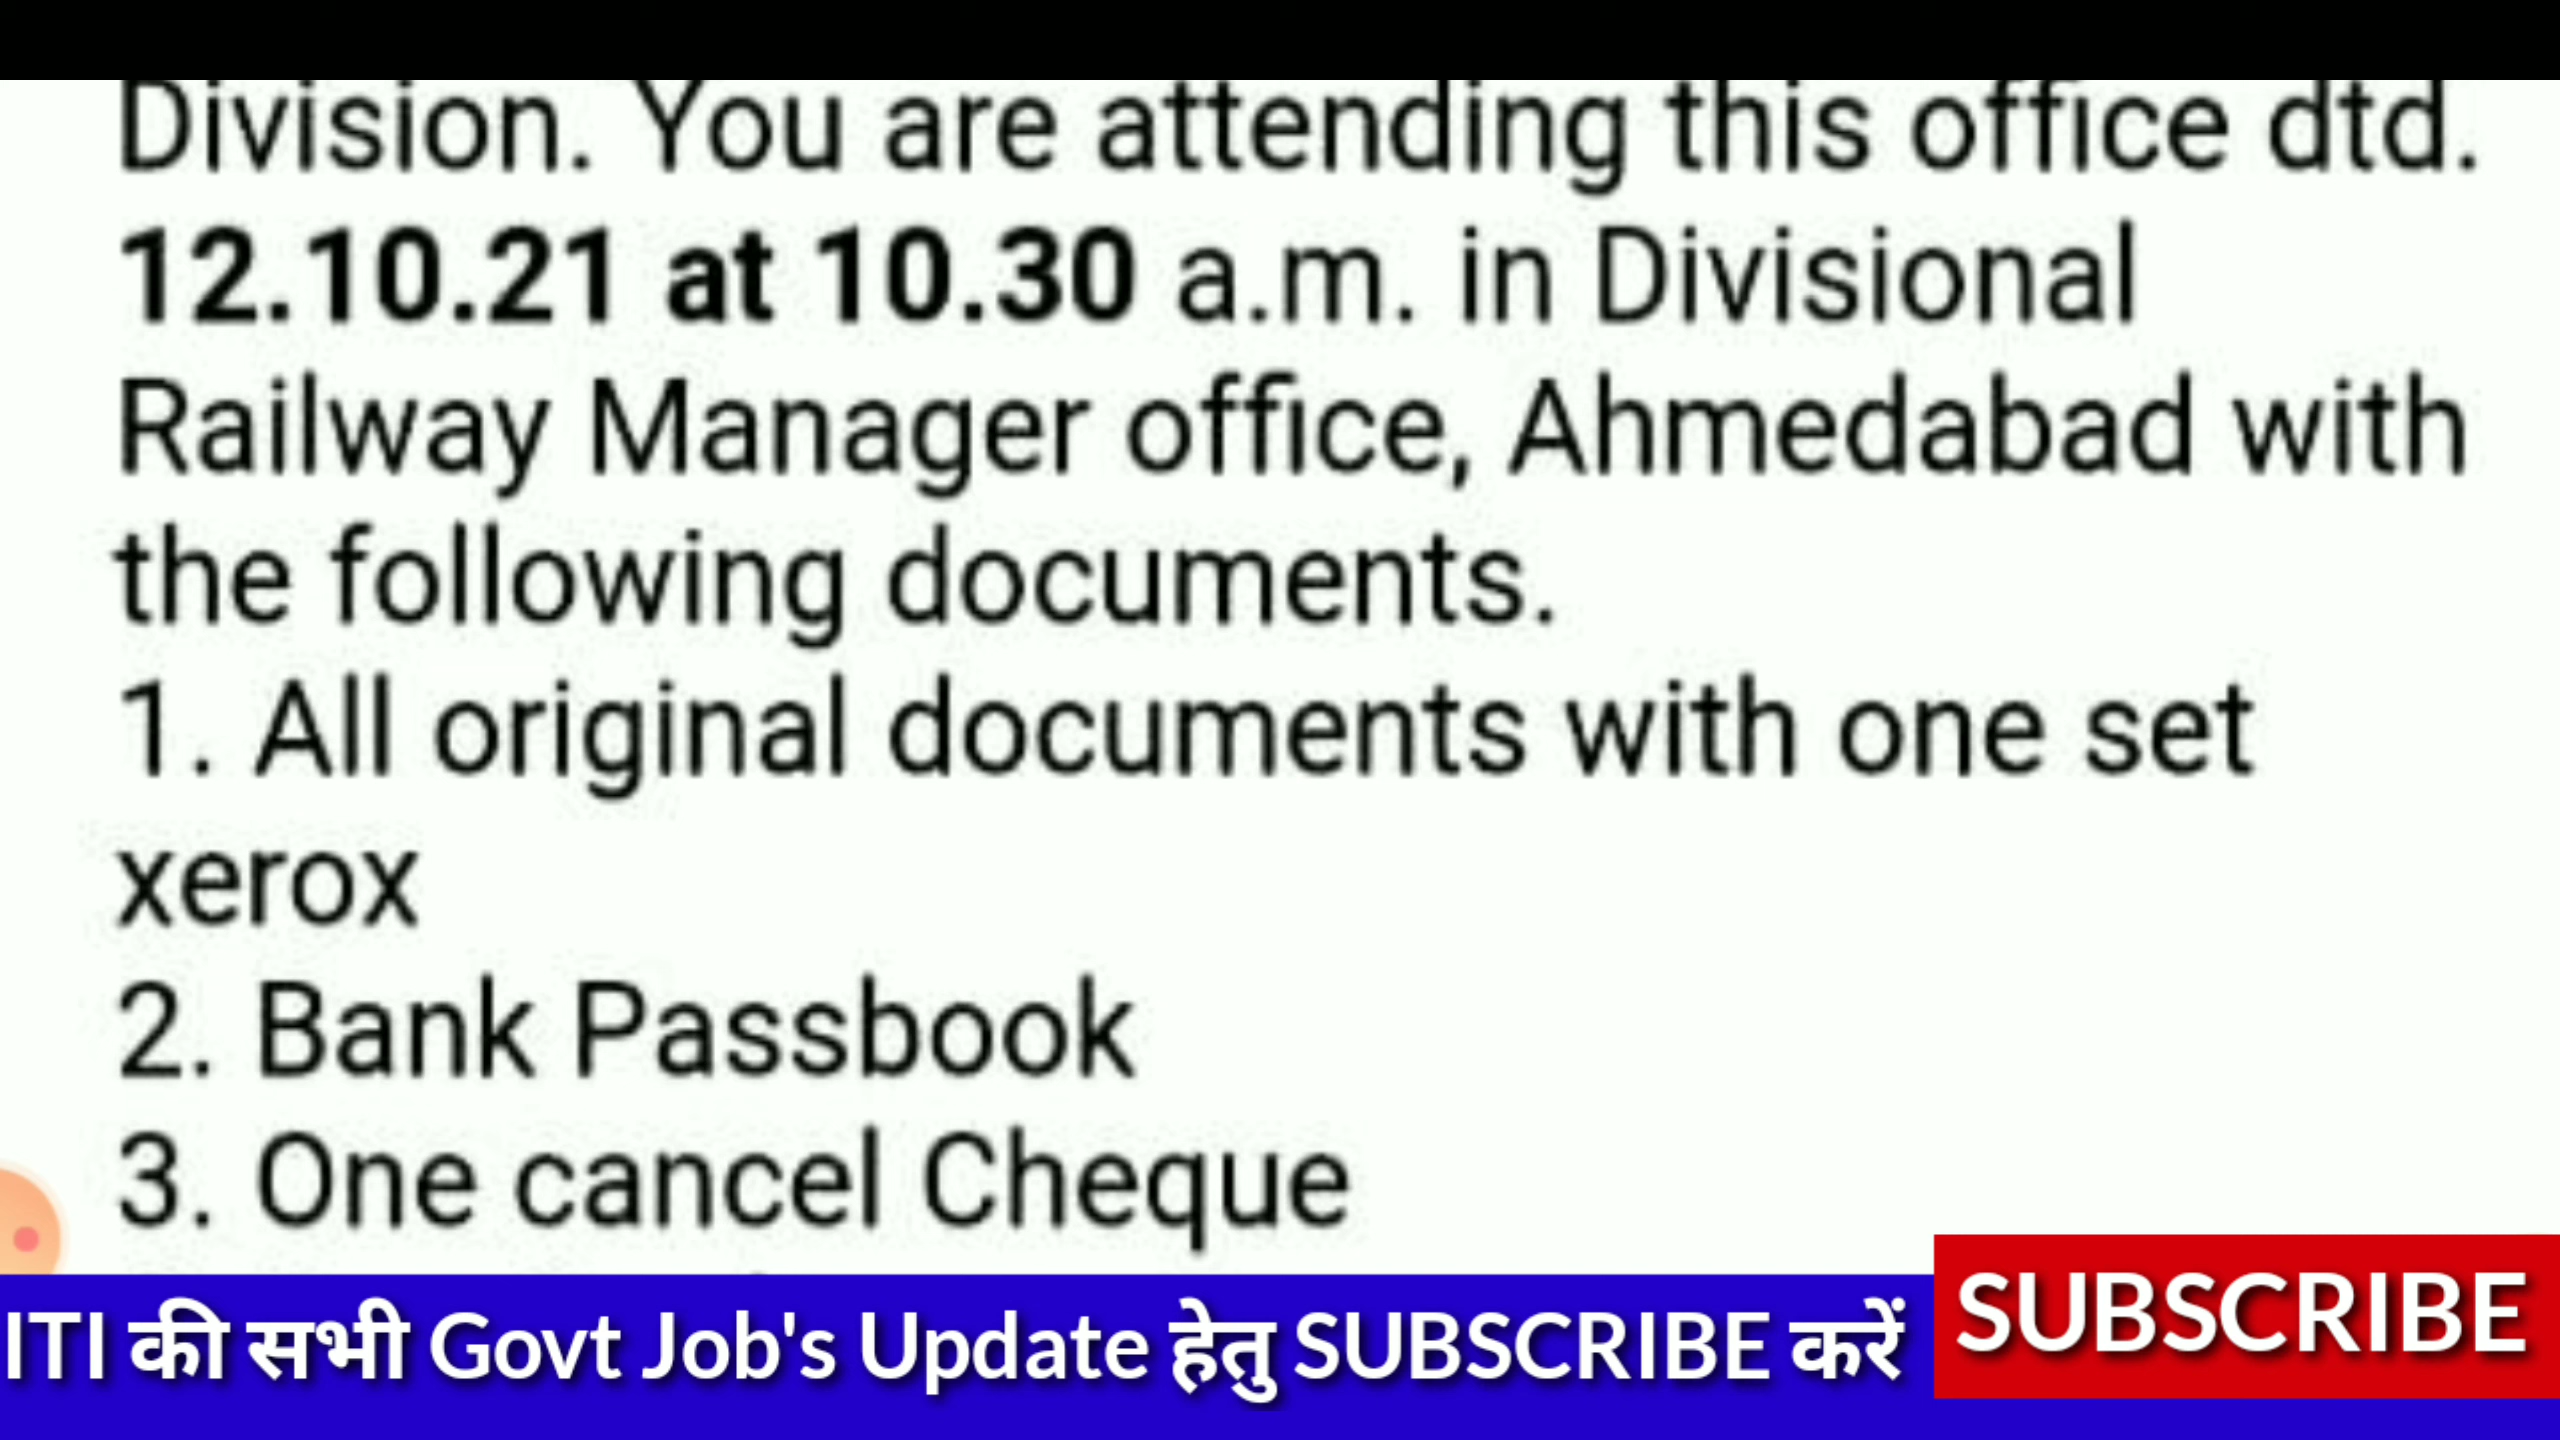 Division. You are attending this office dtd.
12.10.21 at 10.30 a.m. in Divisional
Railway Manager office, Ahmedabad with
the following documents.
1. All original documents with one set
xerox
2. Bank Passbook
3. One cancel Cheque
ITI की सभी Govt Job's Update हेतु SUBSCRIBE करें
SUBSCRIBE